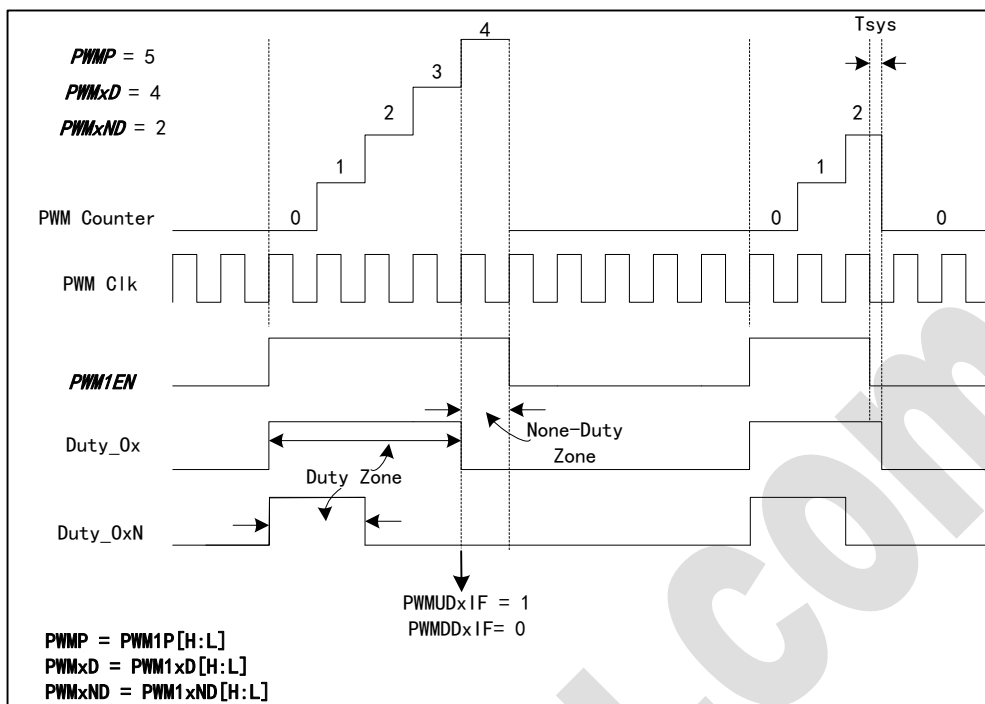 Tsys
4
PWMP = 5
3
PWMxD = 4
2
2
PWMxND = 2
1
1
PWM Counter
0
0
0
PWM Clk
PWM1EN
None-Duty
Zone
Duty_Ox
Duty Zone
Duty_OxN
PWMUDxIF = 1
PWMDDxIF= 0
PWMP = PWM1P[H:L]
PWMxD = PWM1xD[H:L]
PWMxND = PWM1xND[H:L]
.com